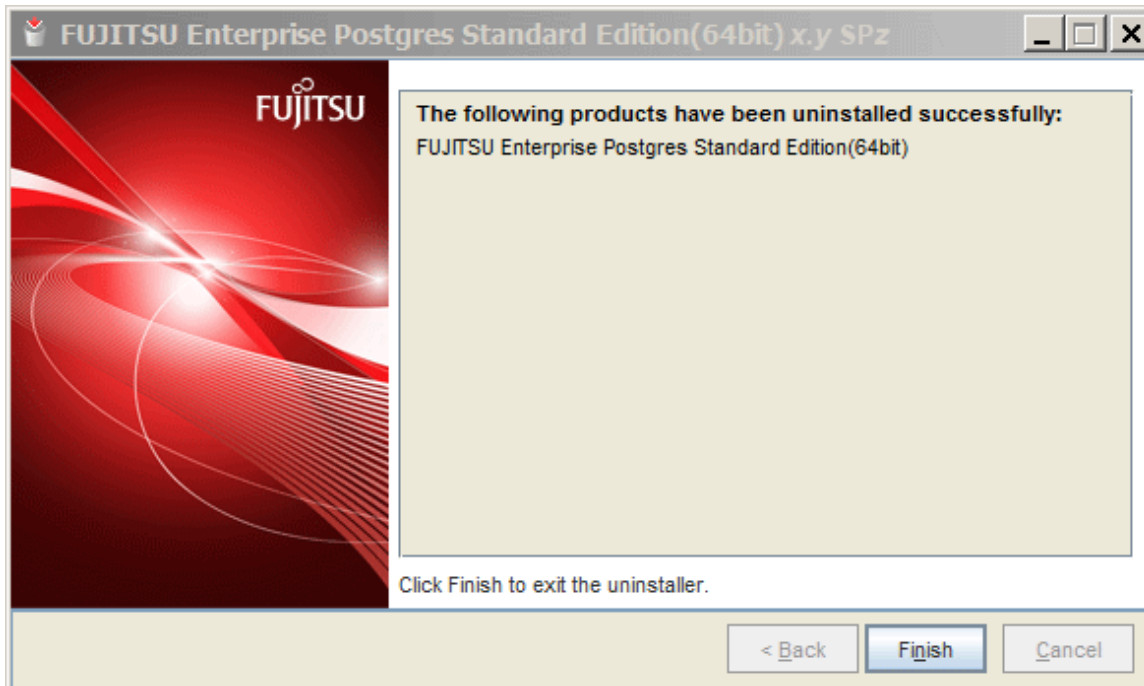 FUJITSU Enterprise Postgres Standard Edition(64bit) x.y SPz
FUJITSU
The following products have been uninstalled successfully:
FUJITSU Enterprise Postgres Standard Edition(64bit)
Click Finish to exit the uninstaller.
< Back
Finish
Cancel